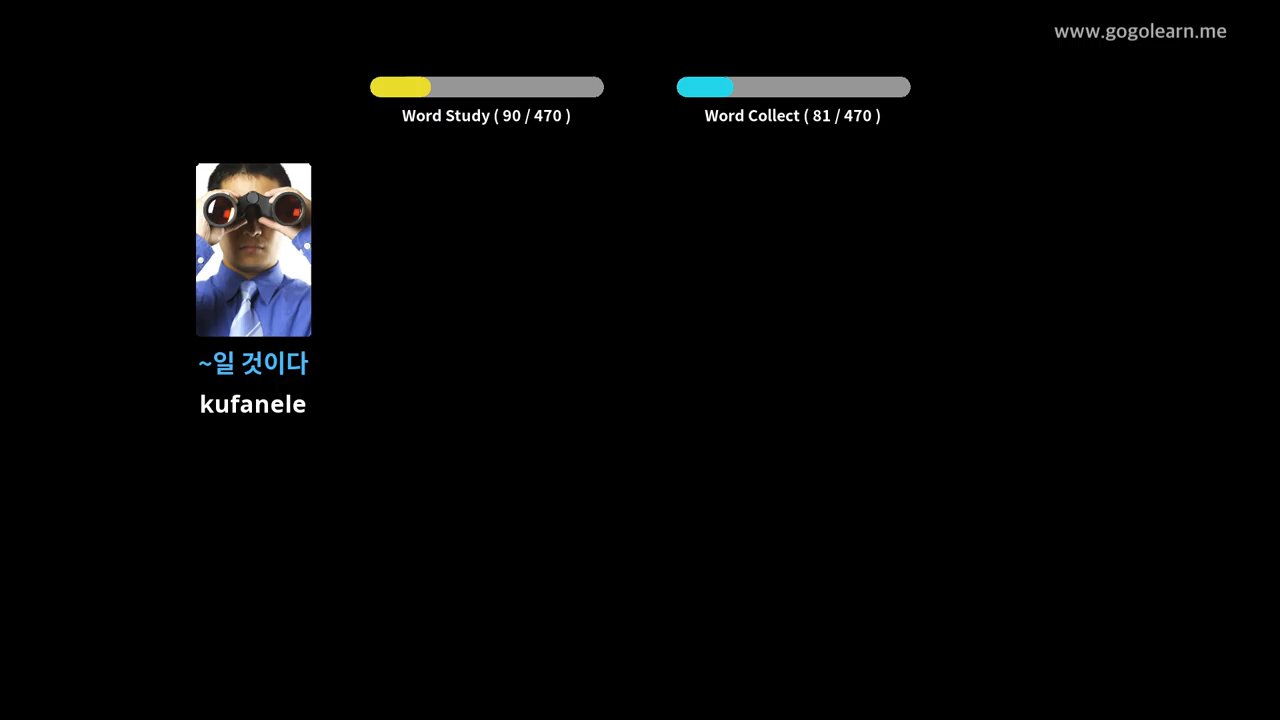 www.gogolearn.me
Word Study ( 90 / 470 )
Word Collect ( 81 / 470 )
~일 것이다
kufanele